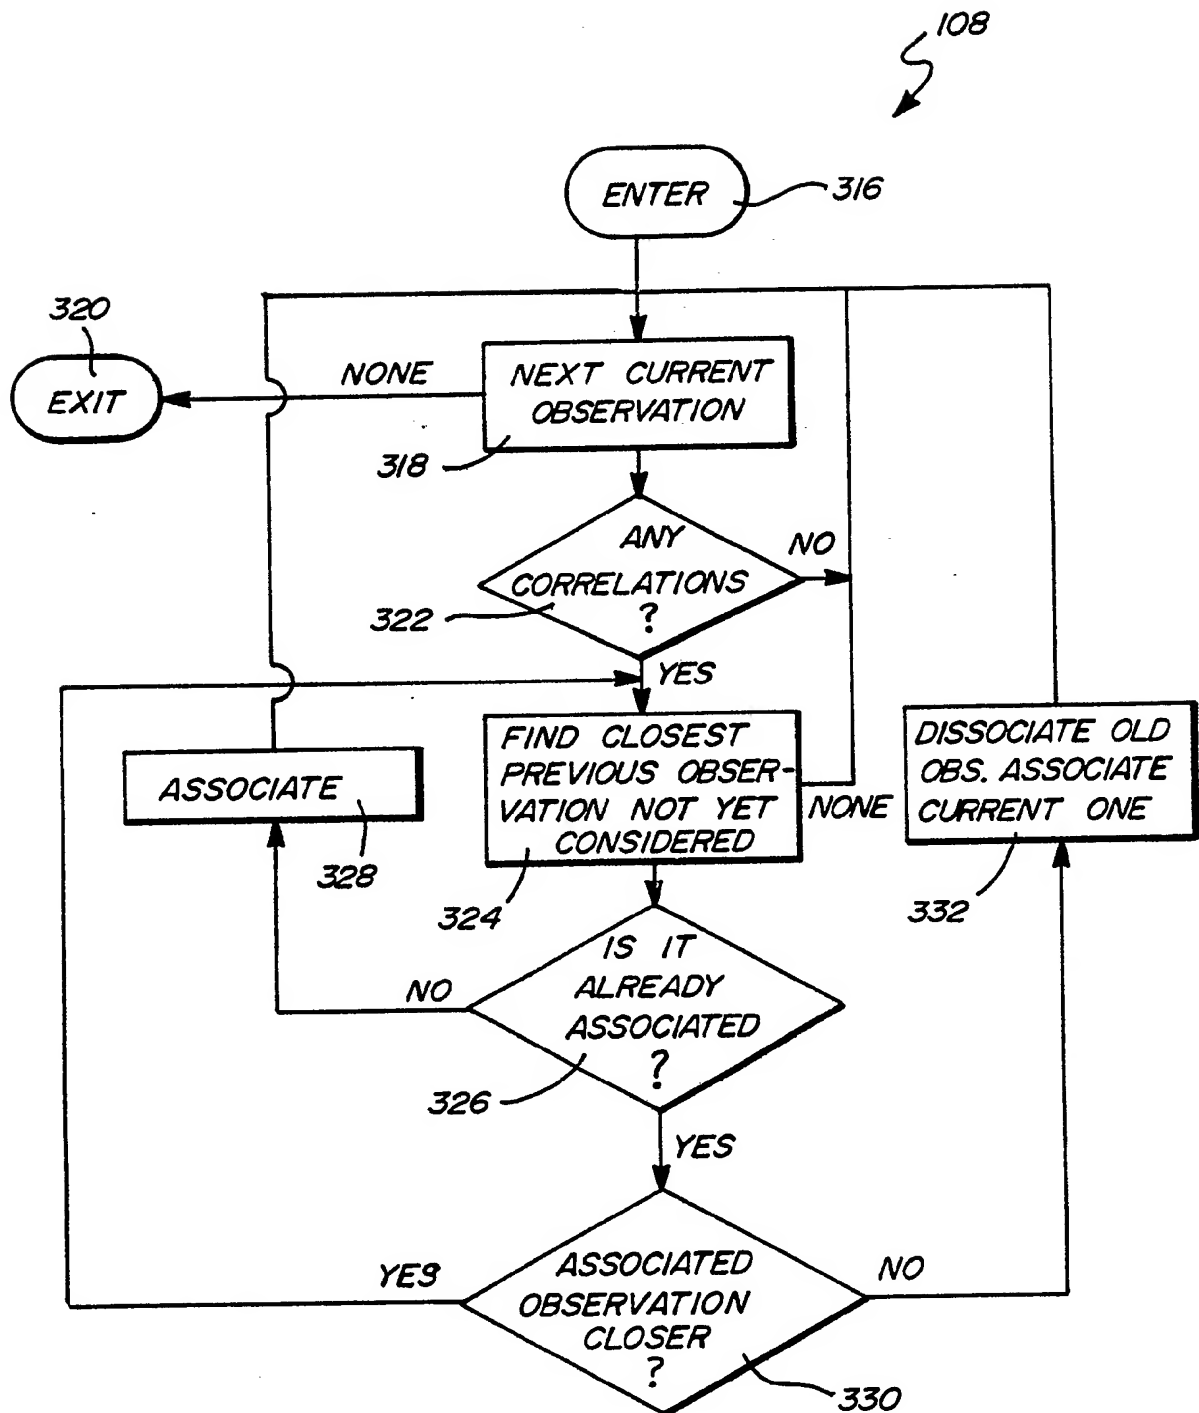 108
ENTER
316
320
EXIT
NONE
NEXT CURRENT
OBSERVATION
318
ANY
CORRELATIONS
?
NO
322
YES
FIND CLOSEST
PREVIOUS OBSER-
VATION NOT YET
CONSIDERED
NONE
324
ASSOCIATE
328
DISSOCIATE OLD
OBS. ASSOCIATE
CURRENT ONE
332
IS IT
ALREADY
ASSOCIATED
?
NO
326
YES
ASSOCIATED
OBSERVATION
CLOSER
?
YES
NO
330